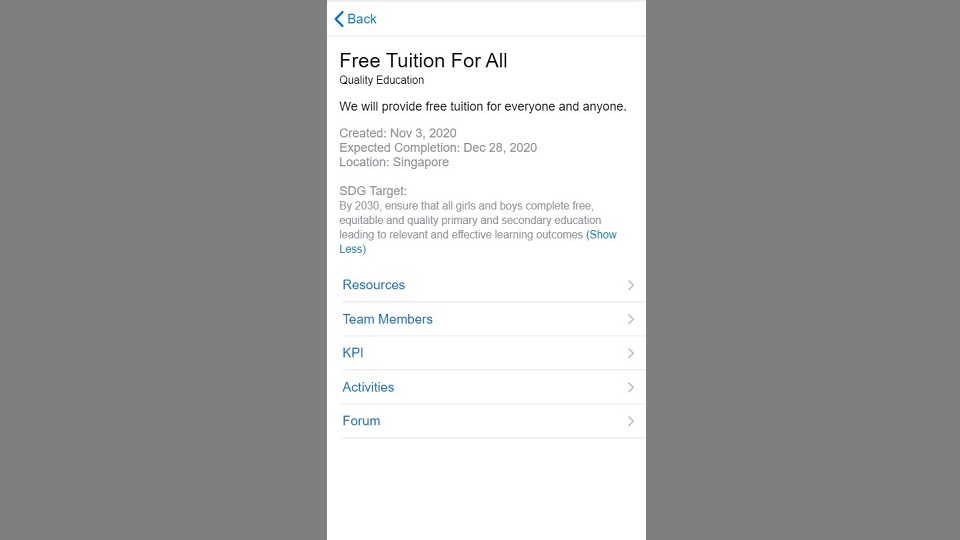 Back
Free Tuition For All
Quality Education
We will provide free tuition for everyone and anyone.
Created: Nov 3, 2020
Expected Completion: Dec 28, 2020
Location: Singapore
SDG Target:
By 2030, ensure that all girls and boys complete free,
equitable and quality primary and secondary education
leading to relevant and effective learning outcomes (Show
Less)
Resources
Team Members
KPI
Activities
Forum